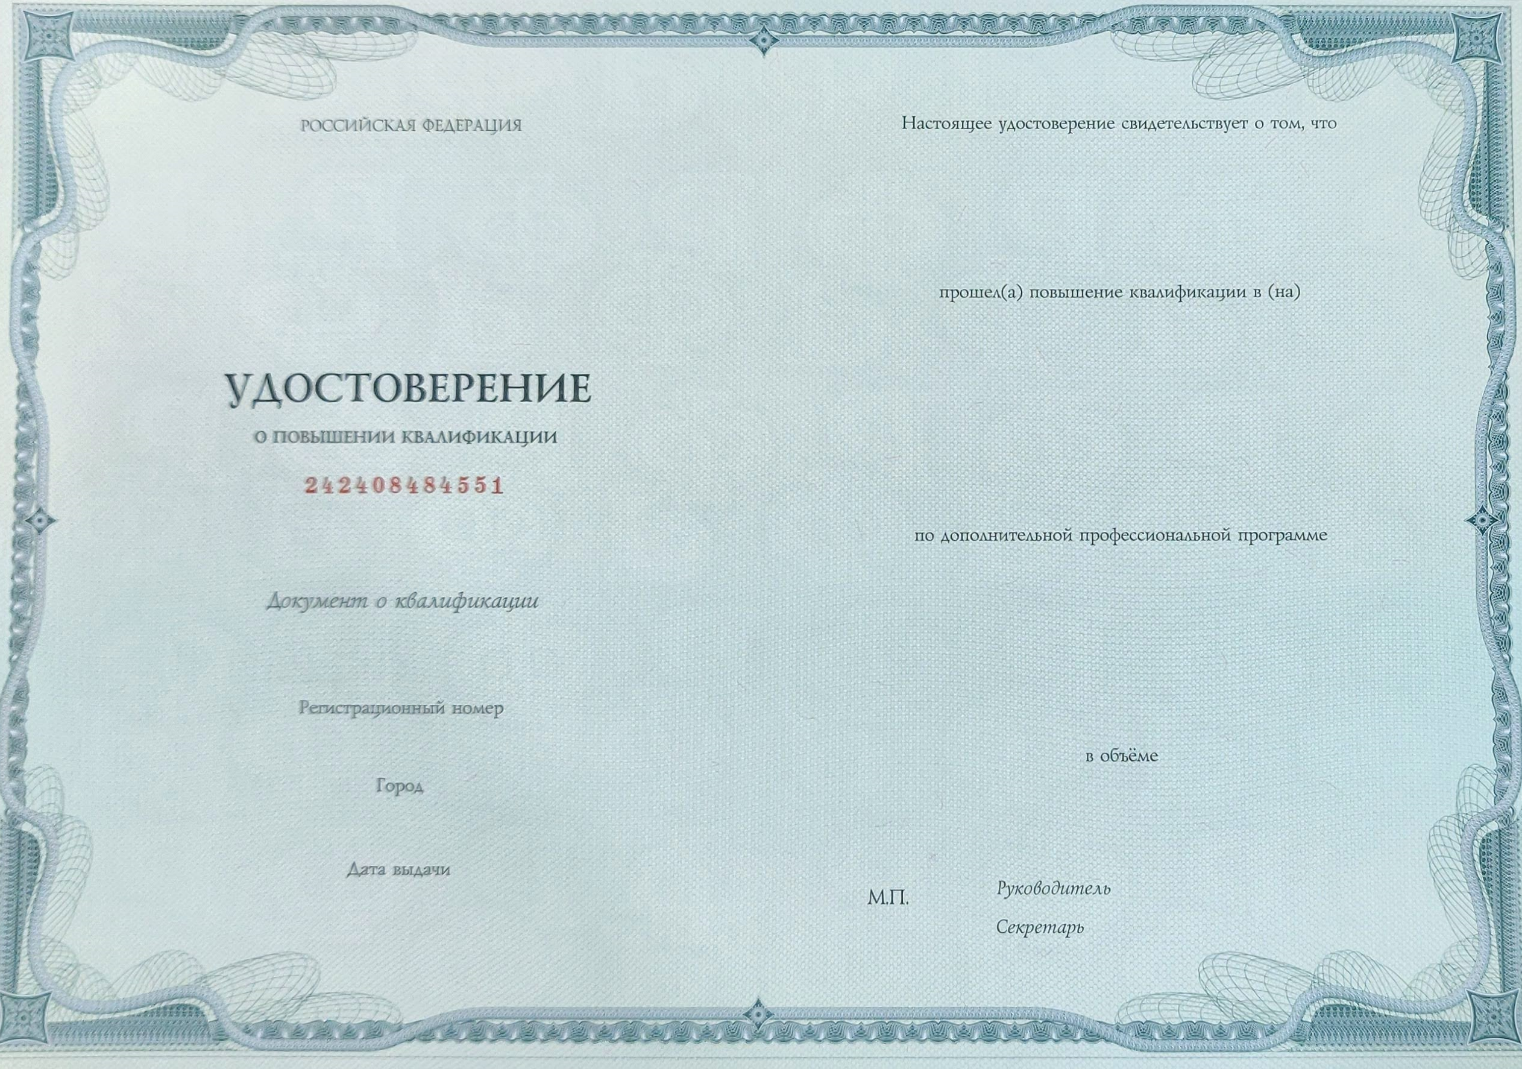 РОССИЙСКАЯ ФЕДЕРАЦИЯ
УДОСТОВЕРЕНИЕ
О ПОВЫШЕНИИ КВАЛИФИКАЦИИ
242408484551
Документ о квалификации
Регистрационный номер
Город
Дата выдачи
Настоящее удостоверение свидетельствует о том, что
прошел(а) повышение квалификации в (на)
по дополнительной профессиональной программе
в объёме
М.П.
Руководитель
Секретарь